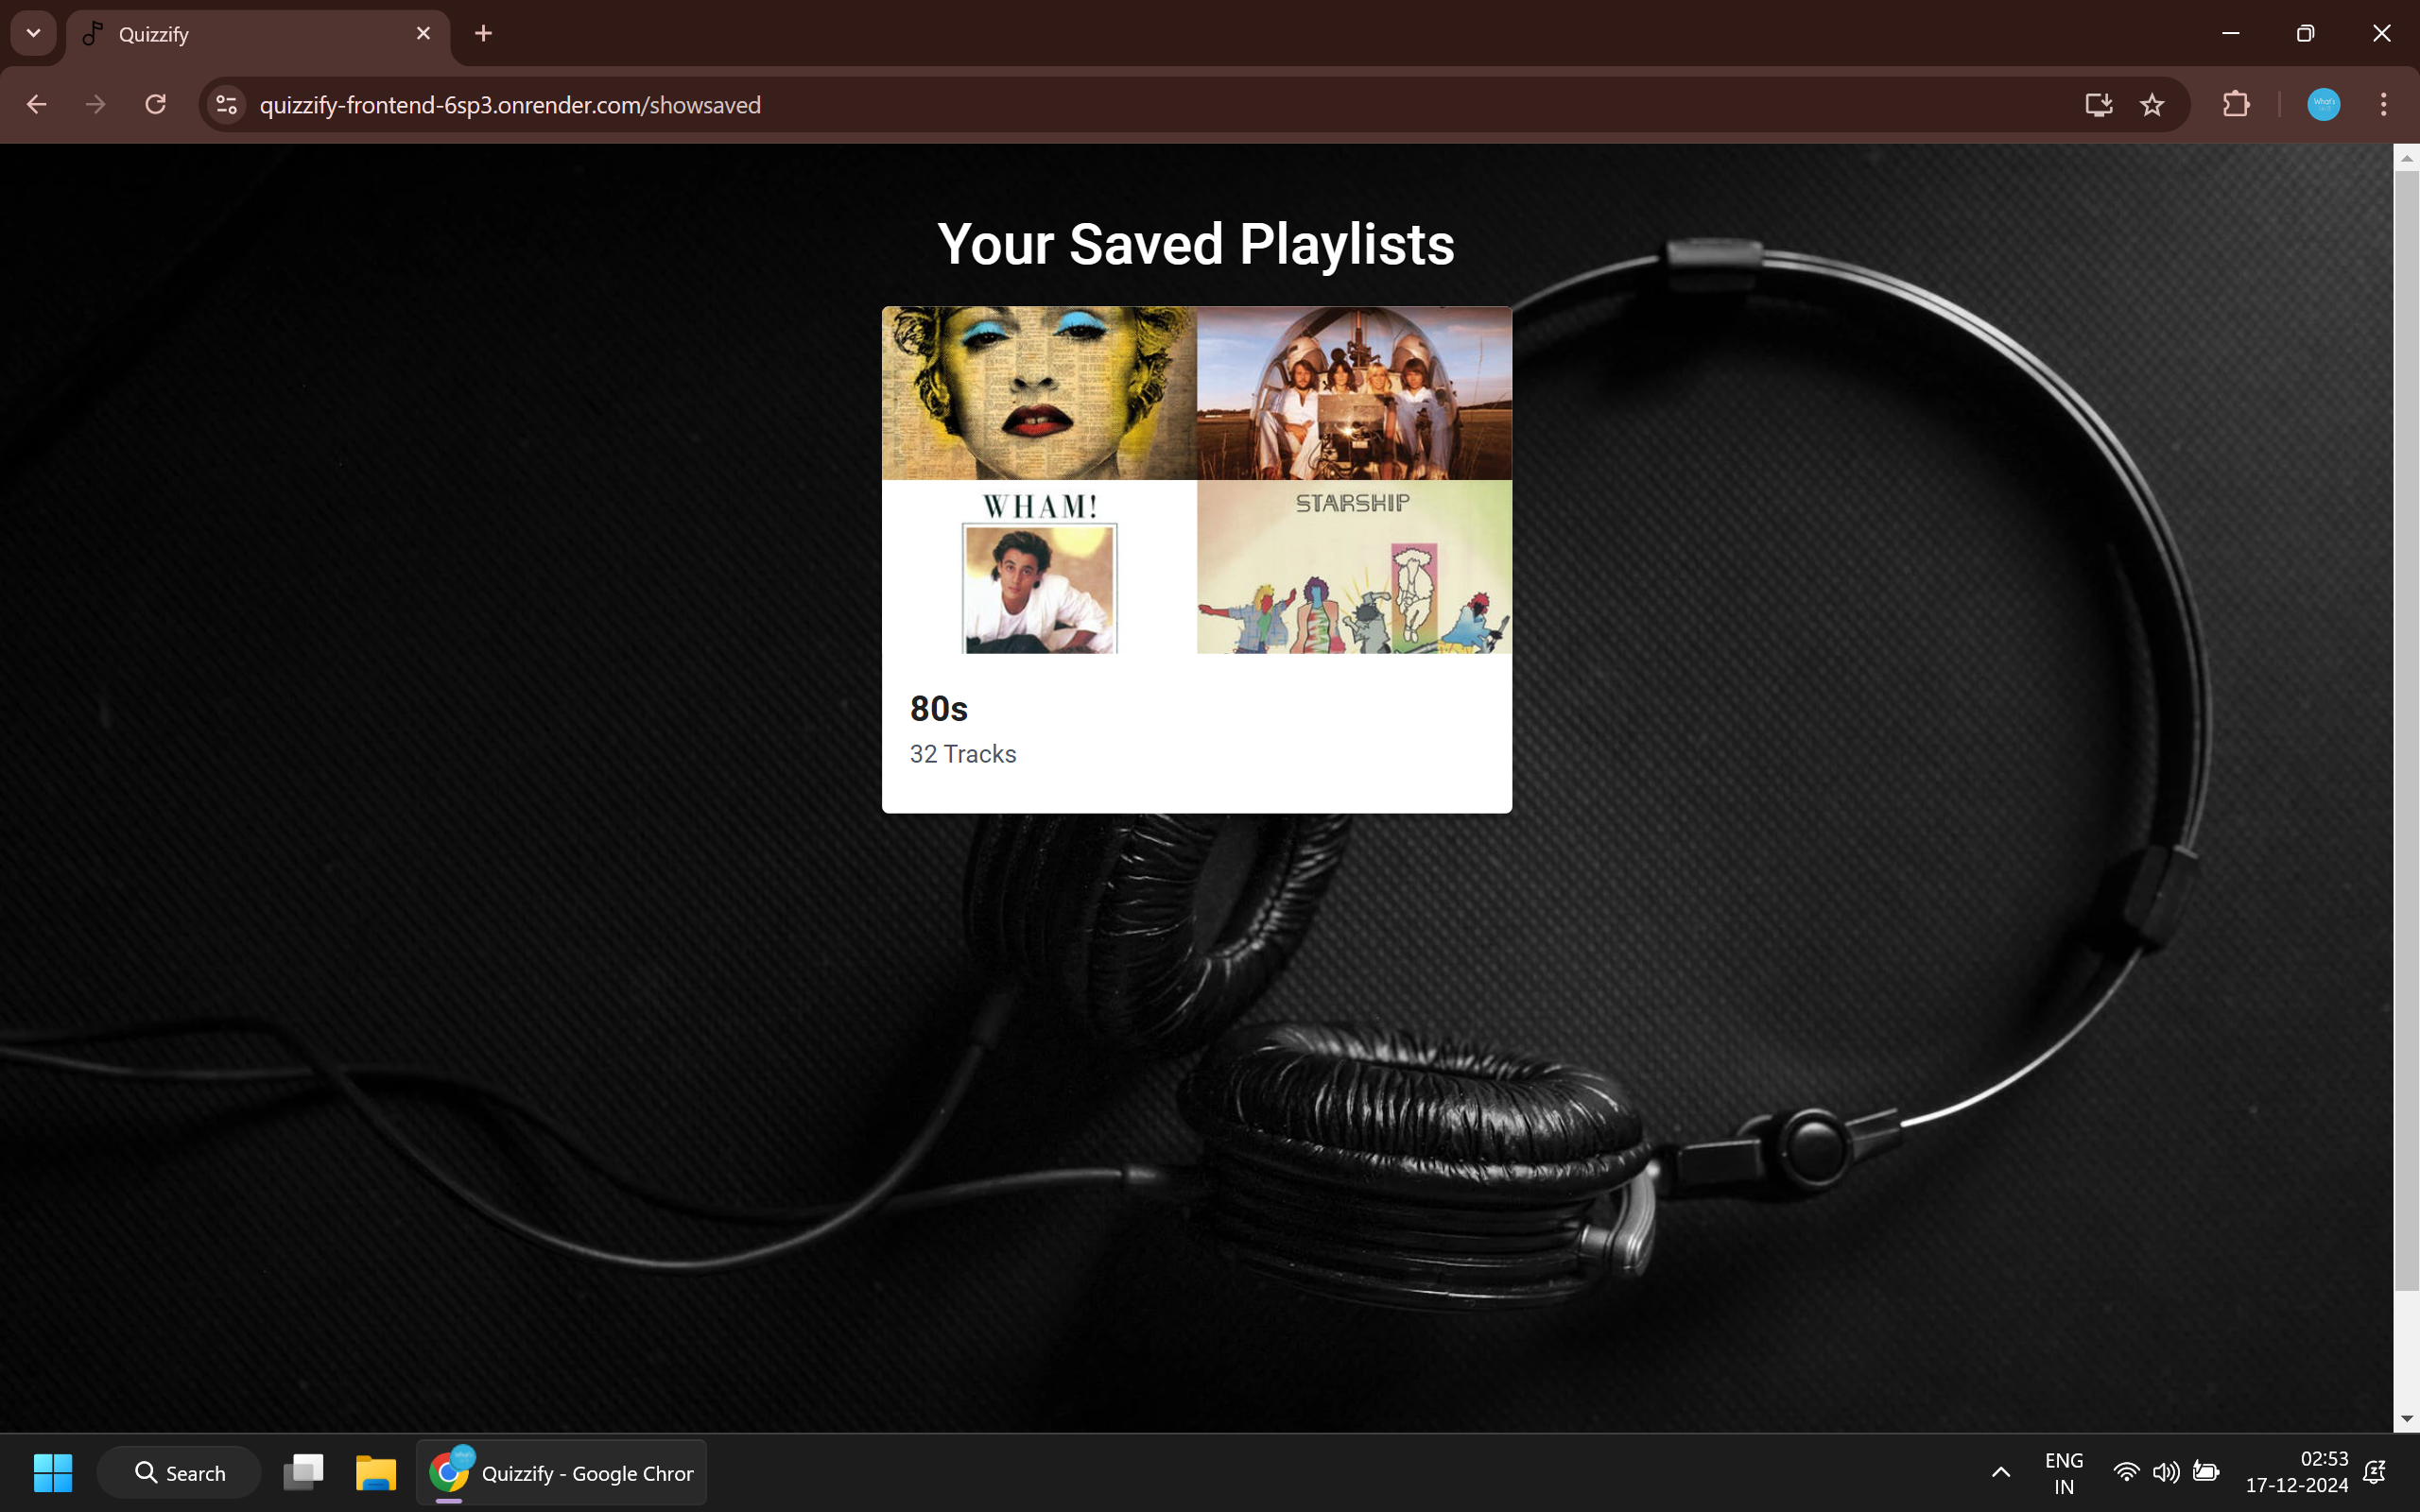 Quizzify
quizzify-frontend-6sp3.onrender.com/showsaved
What's
Your Saved Playlists
WHAM!
STARSHIP
80s
32 Tracks
Search
Quizzify - Google Chror
ENG
IN
02:53
17-12-2024